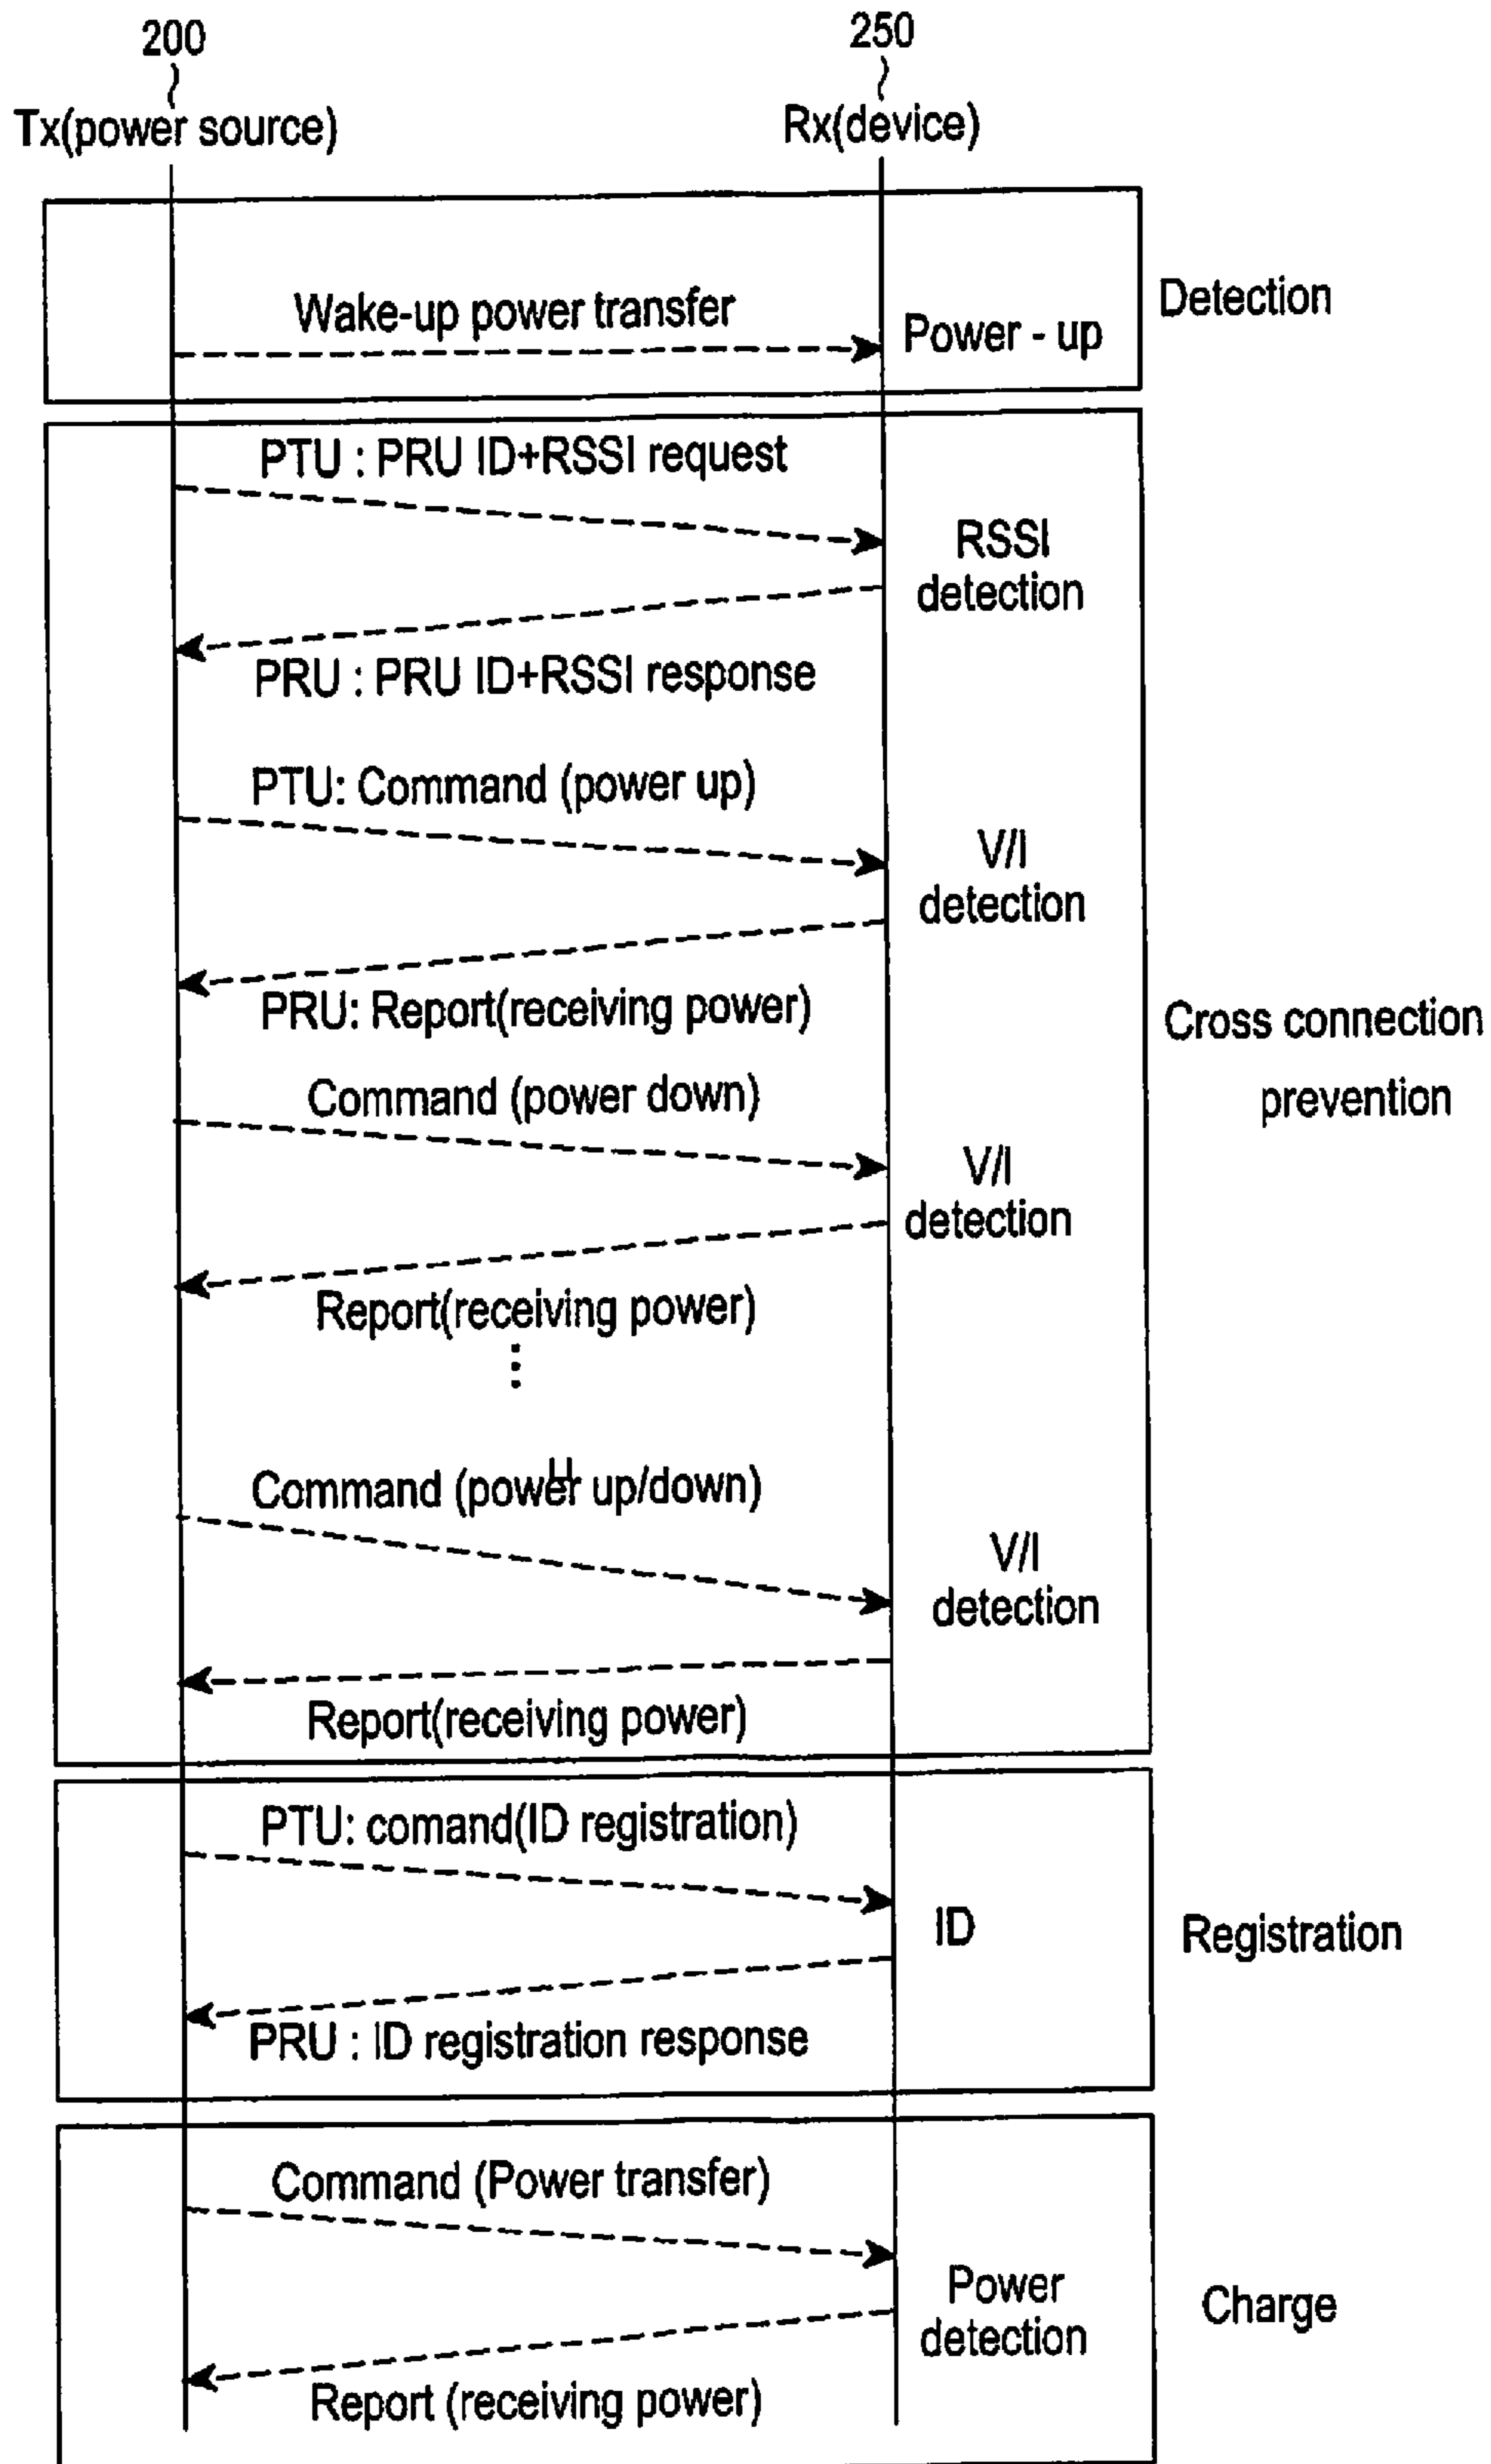 200
250
Tx(power source)
Rx(device)
Wake-up power transfer
Power - up
Detection
PTU : PRU ID+RSSI request
RSSI
detection
PRU : PRU ID+RSSI response
PTU: Command (power up)
V/I
detection
PRU: Report(receiving power)
Cross connection
prevention
Command (power down)
V/I
detection
Report(receiving power)
⋮
Command (power up/down)
V/I
detection
Report(receiving power)
PTU: comand(ID registration)
ID
Registration
PRU : ID registration response
Command (Power transfer)
Power
detection
Charge
Report (receiving power)